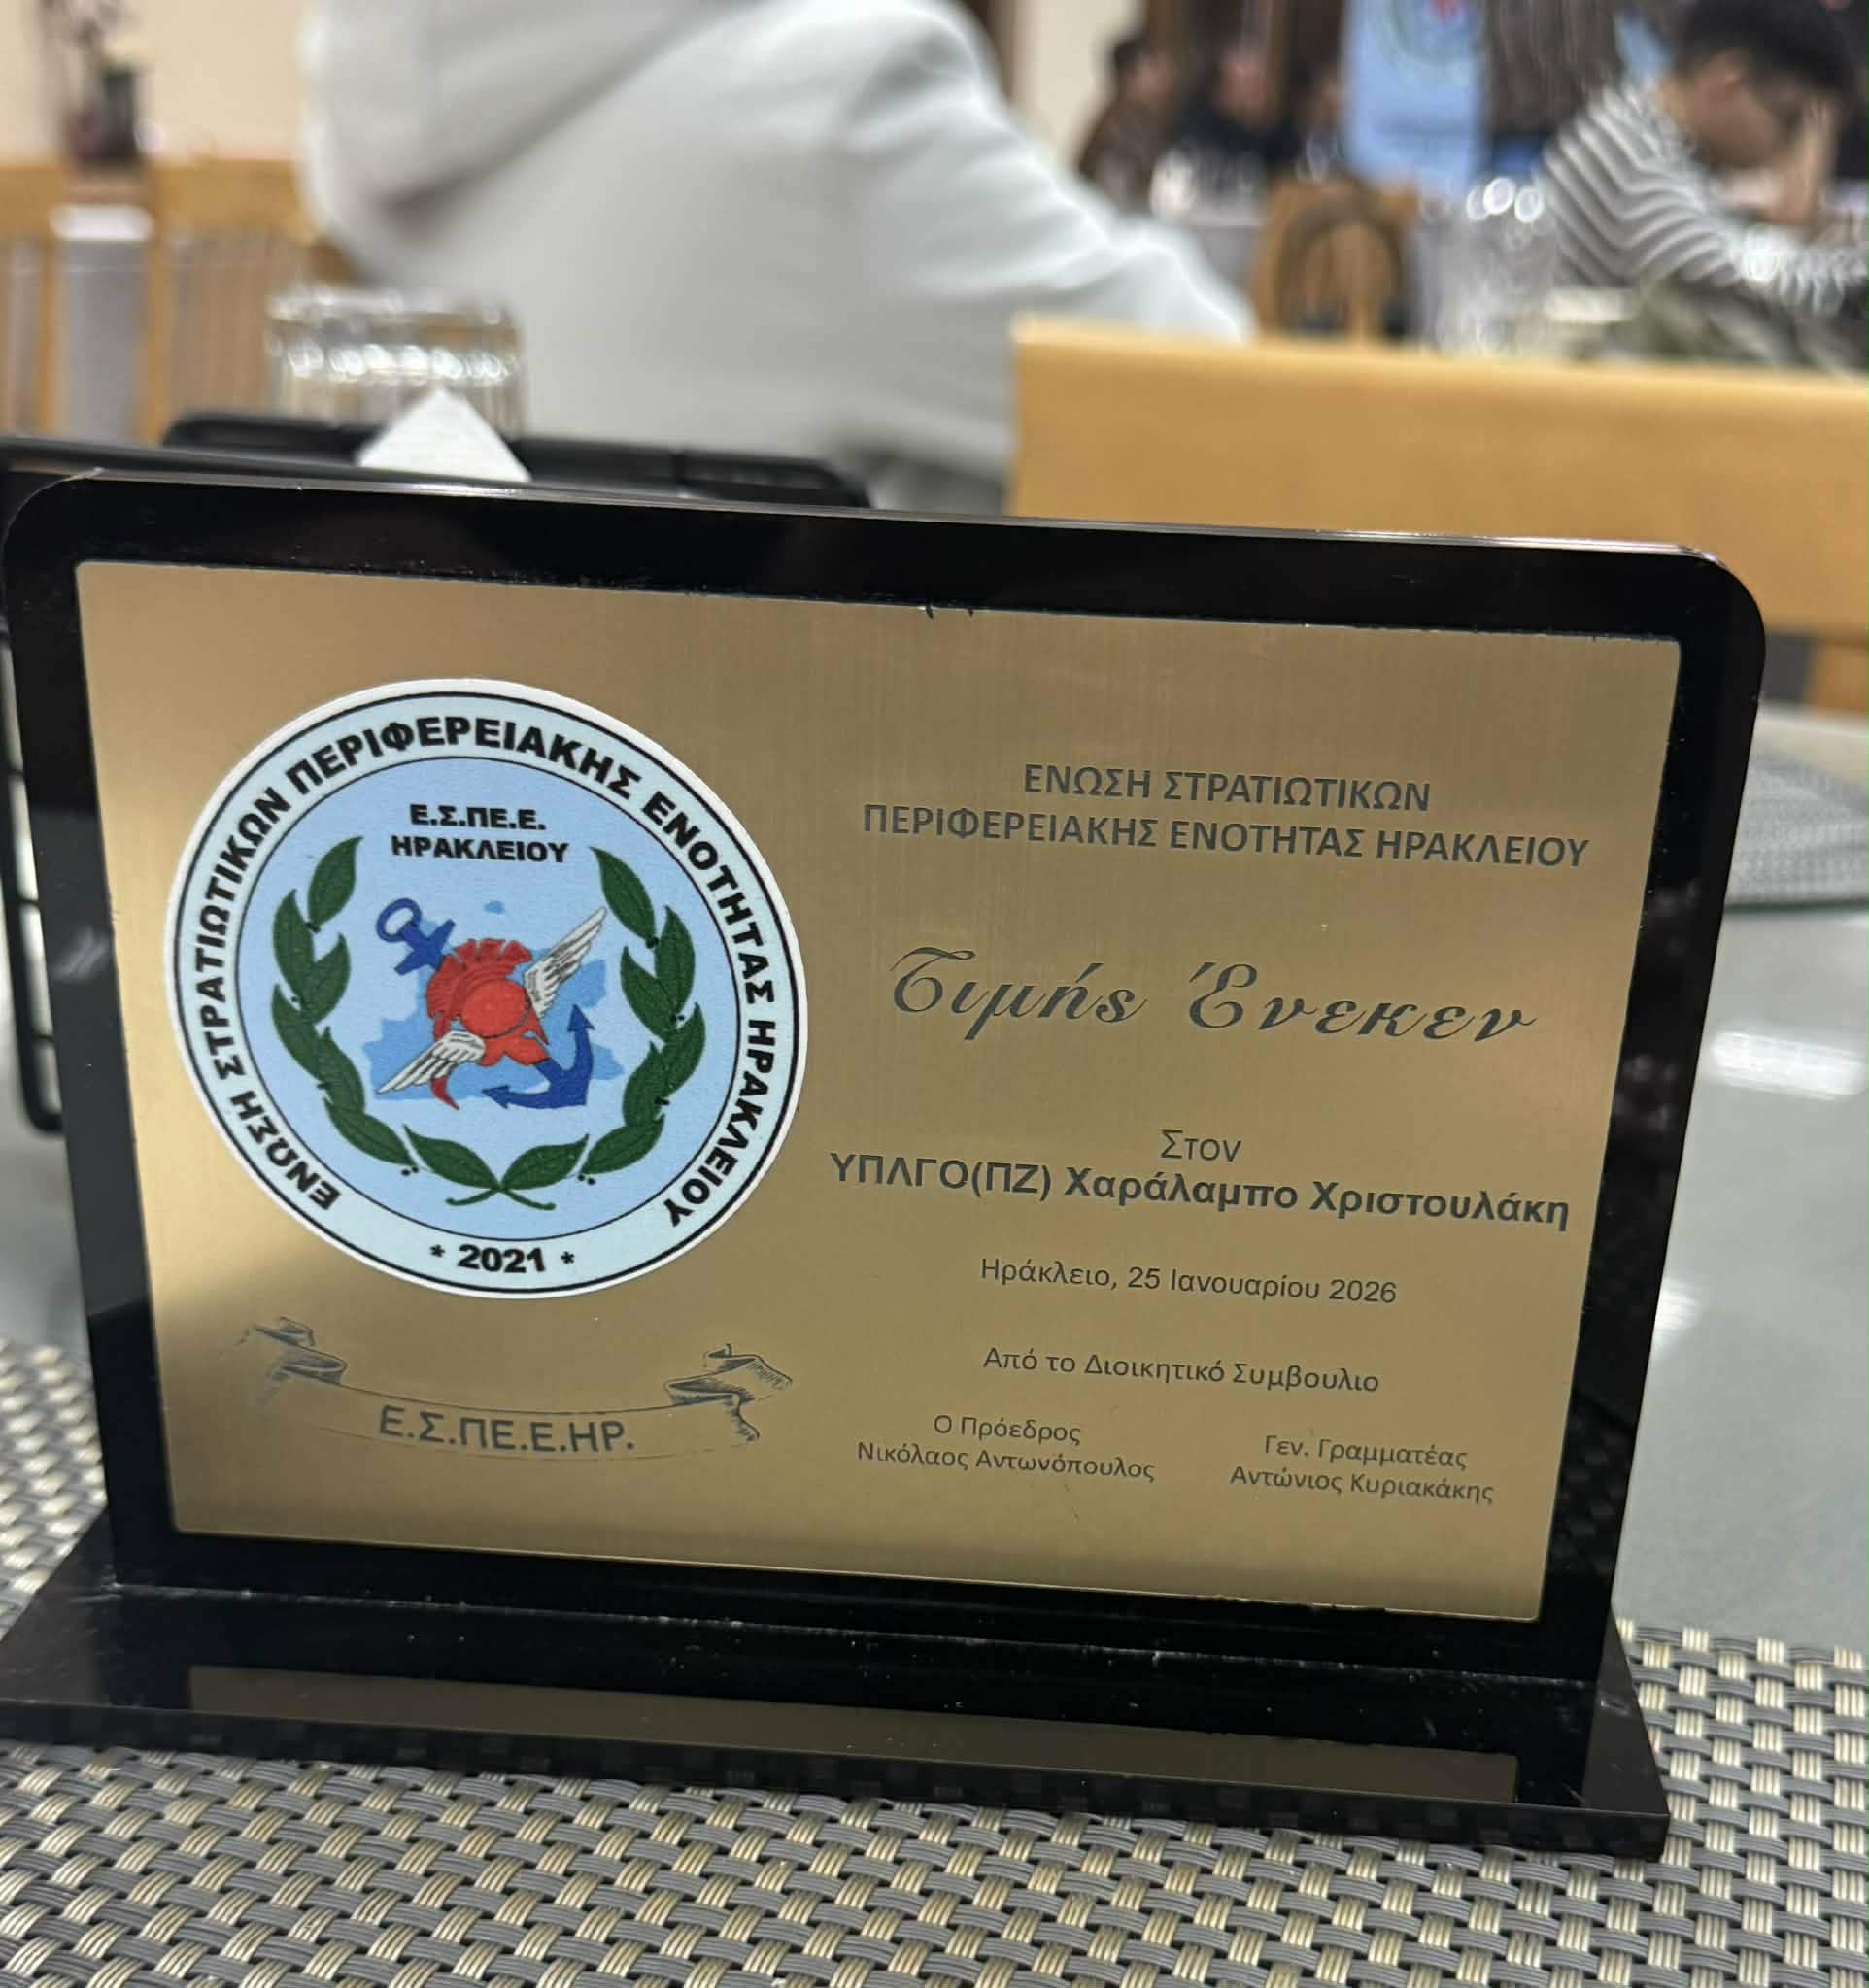 ΕΝΩΣΗ ΣΤΡΑΤΙΩΤΙΚΩΝ ΠΕΡΙΦΕΡΕΙΑΚΗΣ ΕΝΟΤΗΤΑΣ ΗΡΑΚΛΕΙΟΥ
Ε.Σ.ΠΕ.Ε.
ΗΡΑΚΛΕΙΟΥ
* 2021 *
Ε.Σ.ΠΕ.Ε.ΗΡ.
ΕΝΩΣΗ ΣΤΡΑΤΙΩΤΙΚΩΝ
ΠΕΡΙΦΕΡΕΙΑΚΗΣ ΕΝΟΤΗΤΑΣ ΗΡΑΚΛΕΙΟΥ
Τιμής Ένεκεν
Στον
ΥΠΛΓΟ(ΠΖ) Χαράλαμπο Χριστουλάκη
Ηράκλειο, 25 Ιανουαρίου 2026
Από το Διοικητικό Συμβουλιο
Ο Πρόεδρος
Νικόλαος Αντωνόπουλος
Γεν. Γραμματέας
Αντώνιος Κυριακάκης